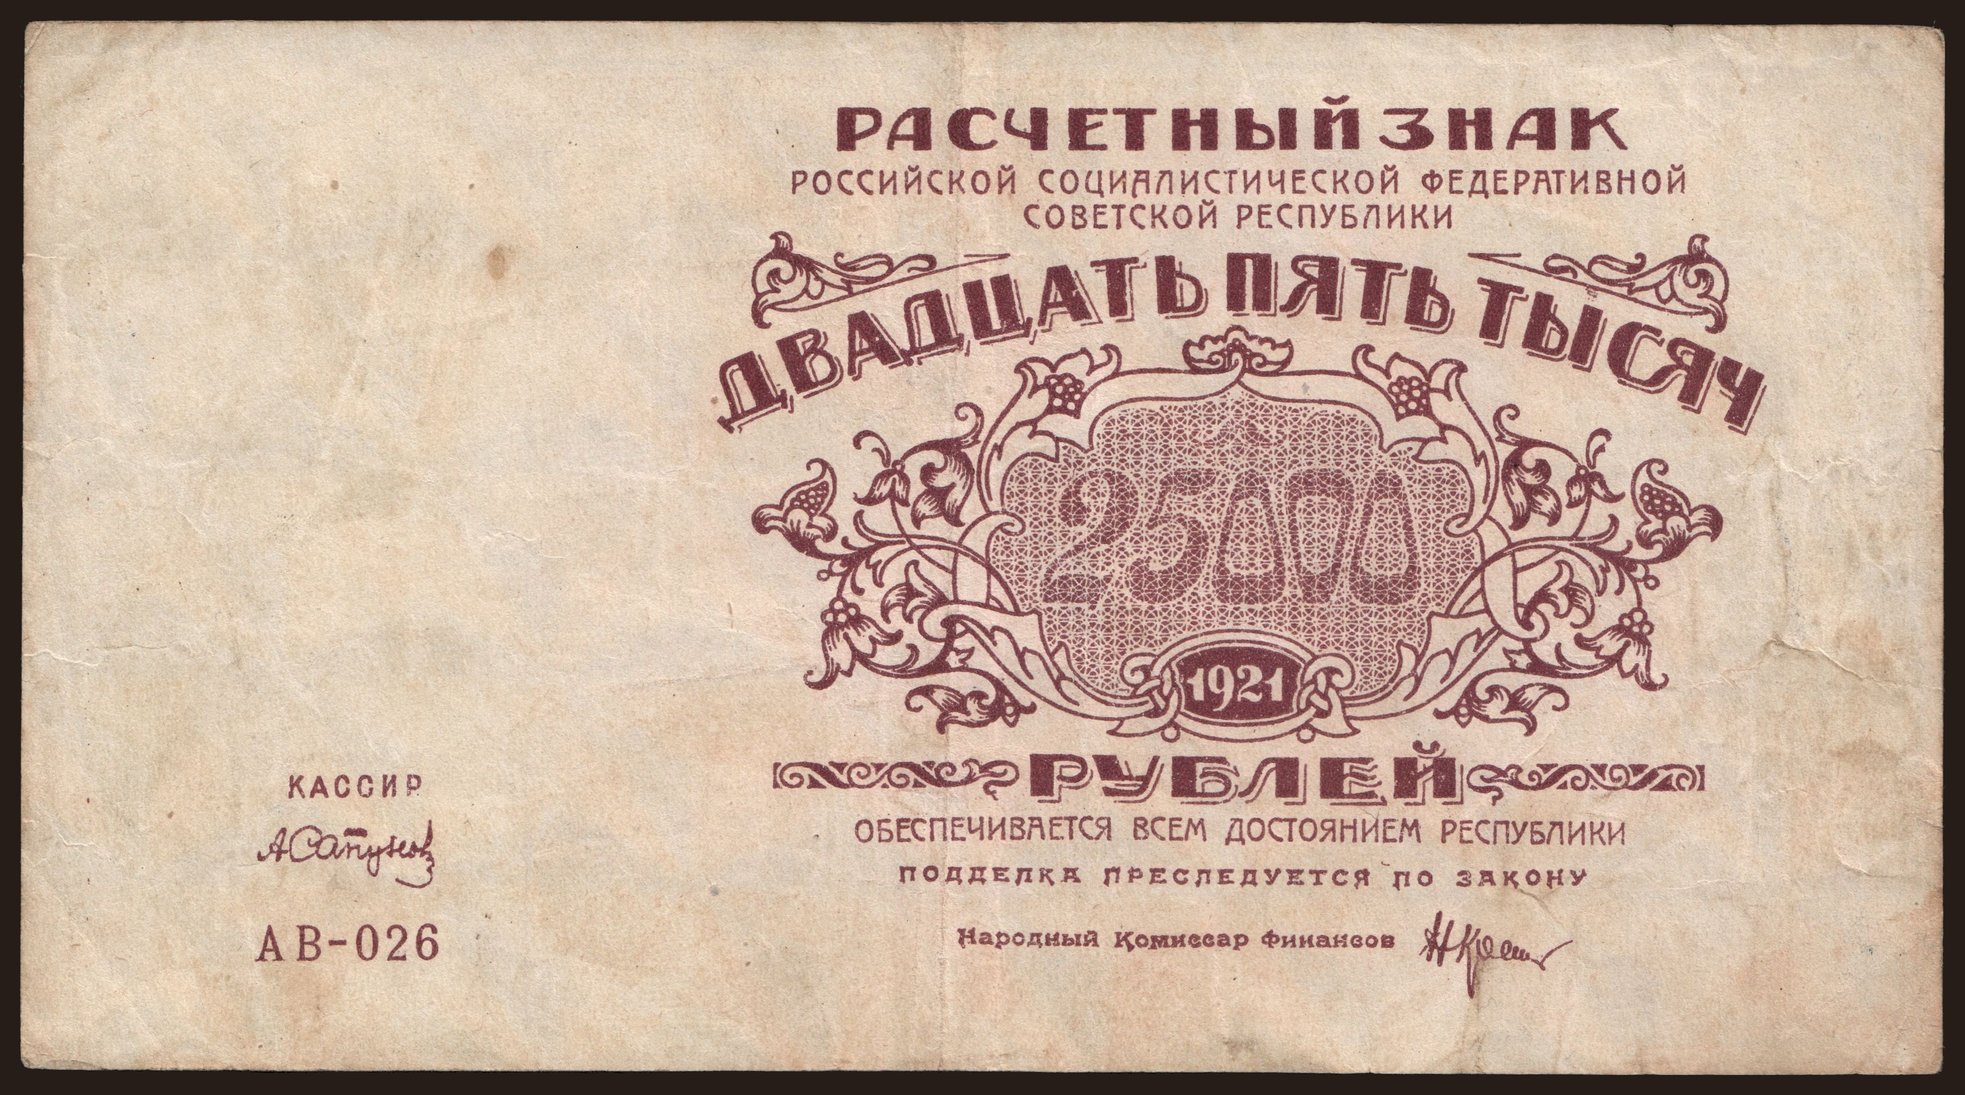 РАСЧЕТНЫЙ ЗНАК
РОССИЙСКОЙ СОЦИАЛИСТИЧЕСКОЙ ФЕДЕРАТИВНОЙ
СОВЕТСКОЙ РЕСПУБЛИКИ
ДВАДЦАТЬ ПЯТЬ ТЫСЯЧ
25000
1921
РУБЛЕЙ
ОБЕСПЕЧИВАЕТСЯ ВСЕМ ДОСТОЯНИЕМ РЕСПУБЛИКИ
ПОДДЕЛКА ПРЕСЛЕДУЕТСЯ ПО ЗАКОНУ
Народный Комиссар Финансов
КАССИР
АВ-026